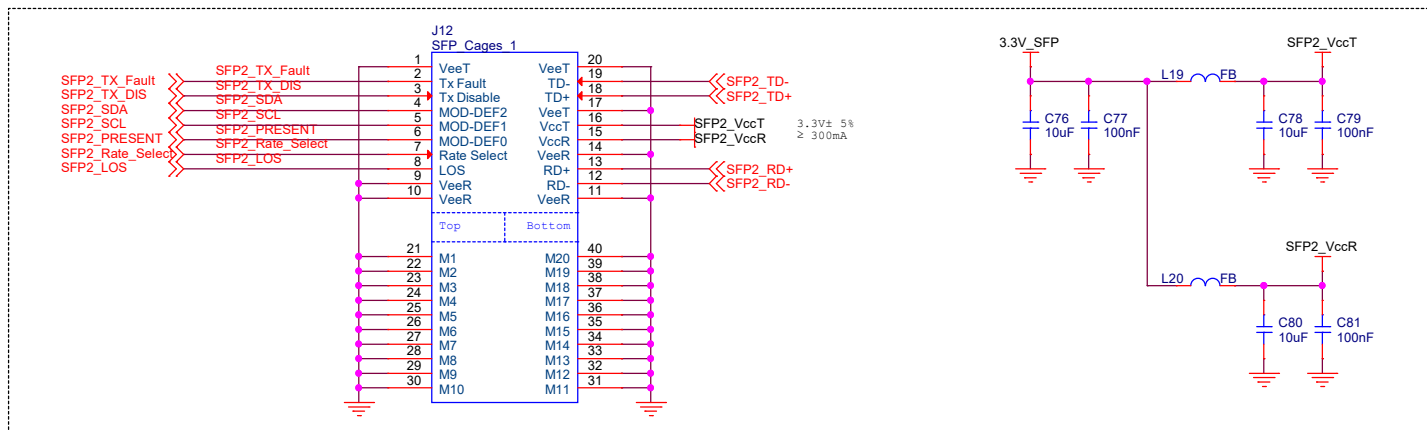 J12
SFP_Cages_1
SFP2_TX_Fault
SFP2_TX_DIS
SFP2_SDA
SFP2_SCL
SFP2_PRESENT
SFP2_Rate_Select
SFP2_LOS
SFP2_TX_Fault
SFP2_TX_DIS
SFP2_SDA
SFP2_SCL
SFP2_PRESENT
SFP2_Rate_Select
SFP2_LOS
1 VeeT VeeT 20
2 Tx Fault TD- 19
3 Tx Disable TD+ 18
4 MOD-DEF2 VeeT 17
5 MOD-DEF1 VccT 16
6 MOD-DEF0 VccR 15
7 Rate Select VeeR 14
8 LOS RD+ 13
9 VeeR RD- 12
10 VeeR VeeR 11
Top Bottom
21 M1 M20 40
22 M2 M19 39
23 M3 M18 38
24 M4 M17 37
25 M5 M16 36
26 M6 M15 35
27 M7 M14 34
28 M8 M13 33
29 M9 M12 32
30 M10 M11 31
SFP2_TD-
SFP2_TD+
SFP2_VccT
SFP2_VccR
3.3V± 5%
≥ 300mA
SFP2_RD+
SFP2_RD-
3.3V_SFP
SFP2_VccT
L19 FB
C76
10uF
C77
100nF
C78
10uF
C79
100nF
SFP2_VccR
L20 FB
C80
10uF
C81
100nF